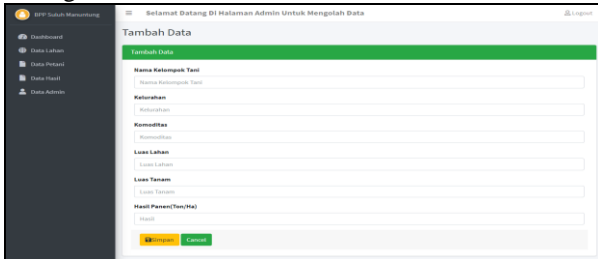 BPP Suluh Manuntung
Selamat Datang Di Halaman Admin Untuk Mengolah Data
Logout
Dashboard
Data Lahan
Data Petani
Data Hasil
Data Admin
Tambah Data
Tambah Data
Nama Kelompok Tani
Nama Kelompok Tani
Kelurahan
Kelurahan
Komoditas
Komoditas
Luas Lahan
Luas Lahan
Luas Tanam
Luas Tanam
Hasil Panen(Ton/Ha)
Hasil
Simpan Cancel